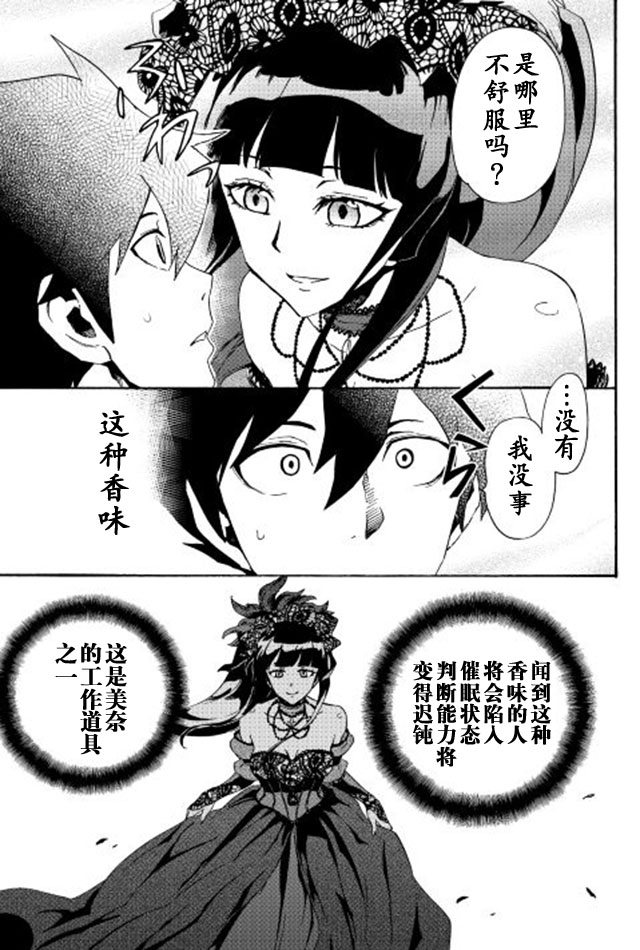 是哪里
不舒服吗？
…没有
我没事
这种香味
闻到这种
香味的人
将会陷入
催眠状态
判断能力将
变得迟钝
这是美奈
的工作道具
之一